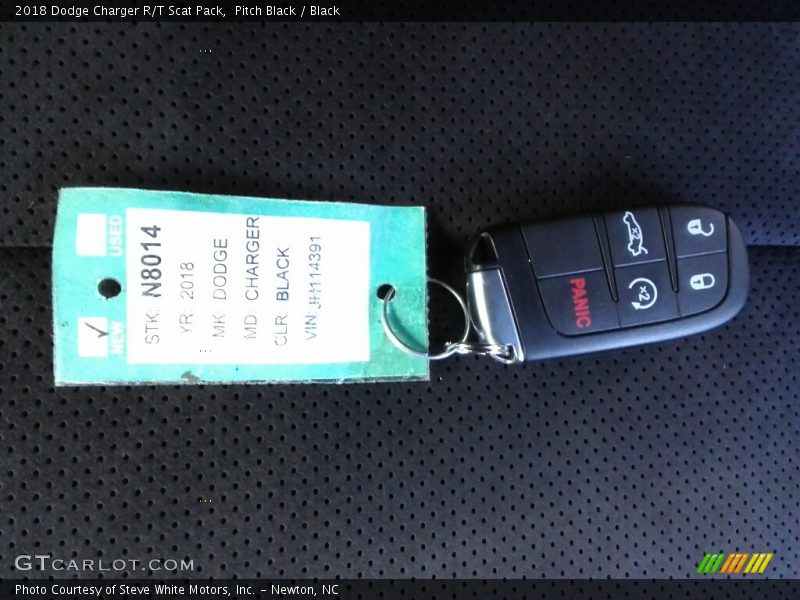 2018 Dodge Charger R/T Scat Pack,  Pitch Black / Black
USED
NEW
STK: N8014
YR: 2018
MK: DODGE
MD: CHARGER
CLR: BLACK
VIN: JH114391
X2
X2
PANIC
GTCARLOT.COM
Photo Courtesy of Steve White Motors, Inc. – Newton, NC